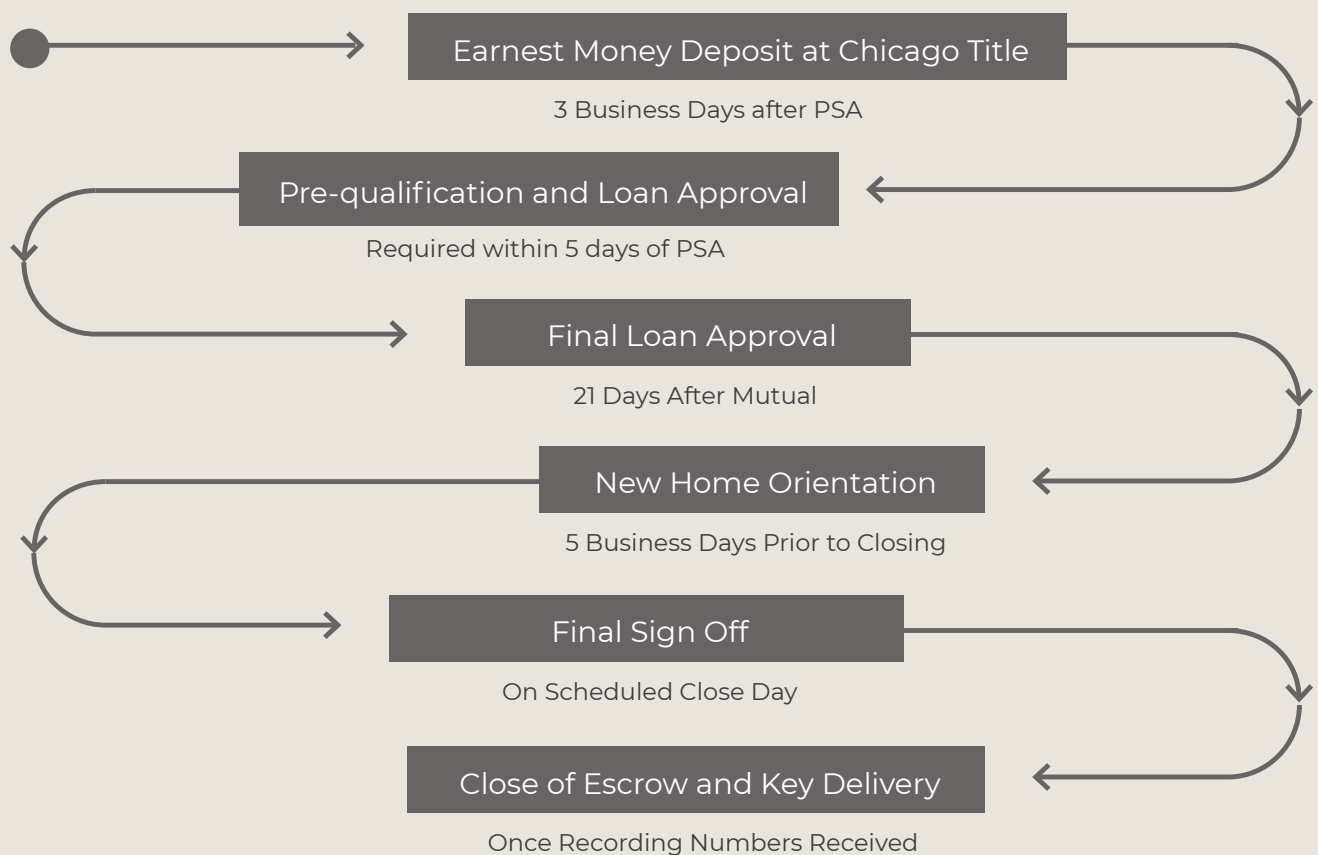 Earnest Money Deposit at Chicago Title
3 Business Days after PSA
Pre-qualification and Loan Approval
Required within 5 days of PSA
Final Loan Approval
21 Days After Mutual
New Home Orientation
5 Business Days Prior to Closing
Final Sign Off
On Scheduled Close Day
Close of Escrow and Key Delivery
Once Recording Numbers Received